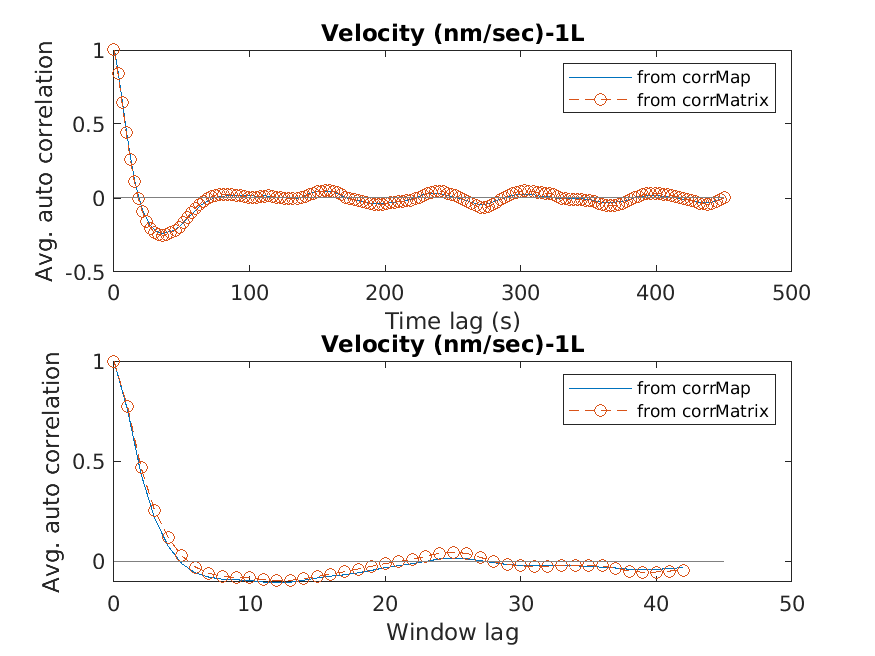 Velocity (nm/sec)-1L
Avg. auto correlation
1
0.5
0
-0.5
from corrMap
from corrMatrix
0 100 200 300 400 500
Time lag (s)
Velocity (nm/sec)-1L
Avg. auto correlation
1
0.5
0
from corrMap
from corrMatrix
0 10 20 30 40 50
Window lag